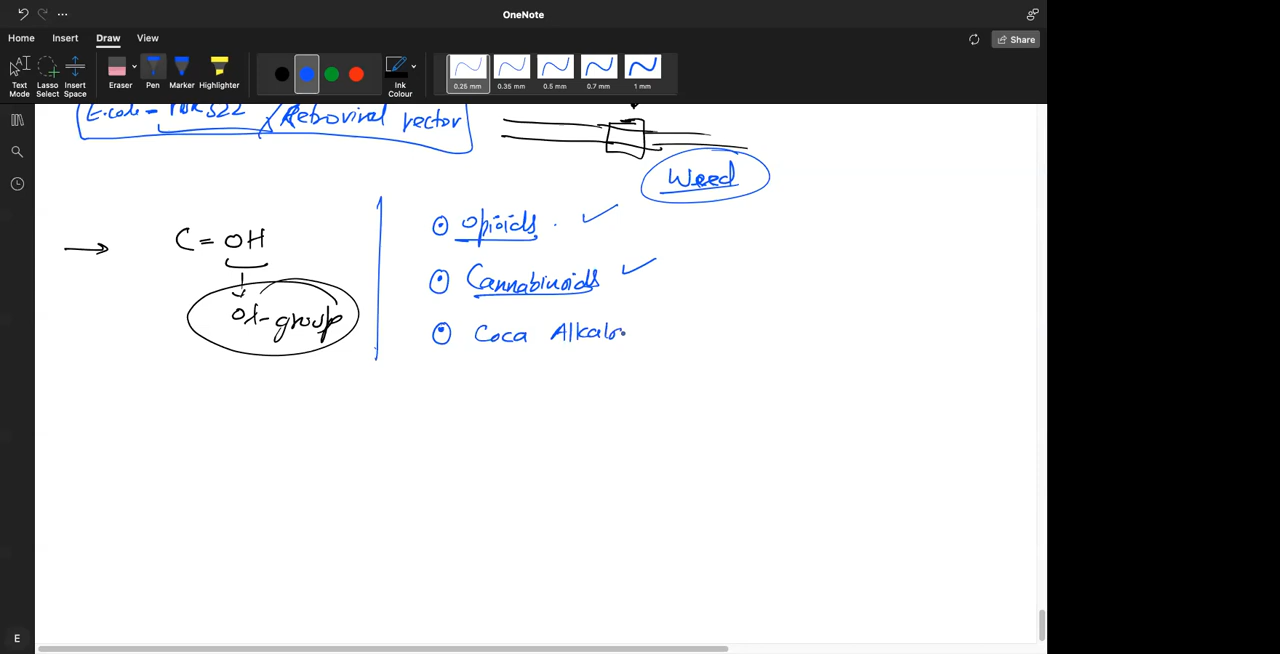 OneNote
Home Insert Draw View
Share
Text Mode
Lasso Select
Insert Space
Eraser
Pen
Marker
Highlighter
Ink Colour
0.25 mm
0.35 mm
0.5 mm
0.7 mm
1 mm
Retroviral vector
Weed
Opioids
C = OH
Cannabinoids
group
Coca Alkalo
E